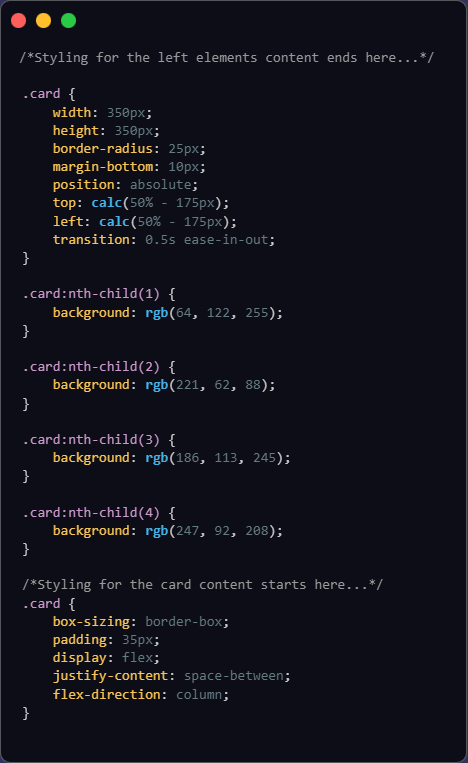 /*Styling for the left elements content ends here...*/
.card {
    width: 350px;
    height: 350px;
    border-radius: 25px;
    margin-bottom: 10px;
    position: absolute;
    top: calc(50% - 175px);
    left: calc(50% - 175px);
    transition: 0.5s ease-in-out;
}
.card:nth-child(1) {
    background: rgb(64, 122, 255);
}
.card:nth-child(2) {
    background: rgb(221, 62, 88);
}
.card:nth-child(3) {
    background: rgb(186, 113, 245);
}
.card:nth-child(4) {
    background: rgb(247, 92, 208);
}
/*Styling for the card content starts here...*/
.card {
    box-sizing: border-box;
    padding: 35px;
    display: flex;
    justify-content: space-between;
    flex-direction: column;
}